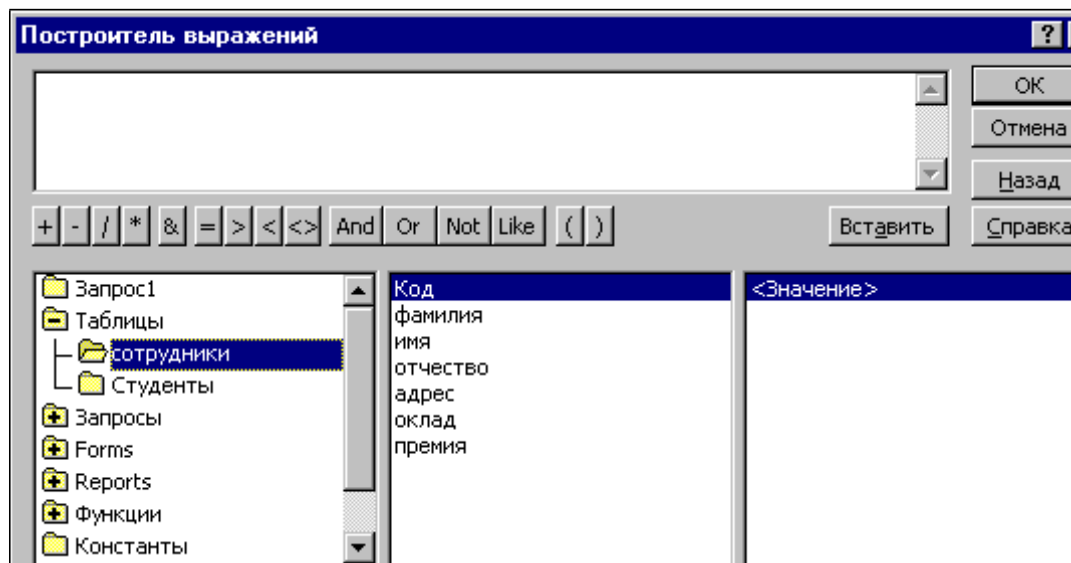 Построитель выражений
?
ОК
Отмена
Назад
+ - / * & = > < <> And Or Not Like ( ) Вставить Справка
Запрос1
Таблицы
сотрудники
Студенты
Запросы
Forms
Reports
Функции
Константы
Код
фамилия
имя
отчество
адрес
оклад
премия
<Значение>